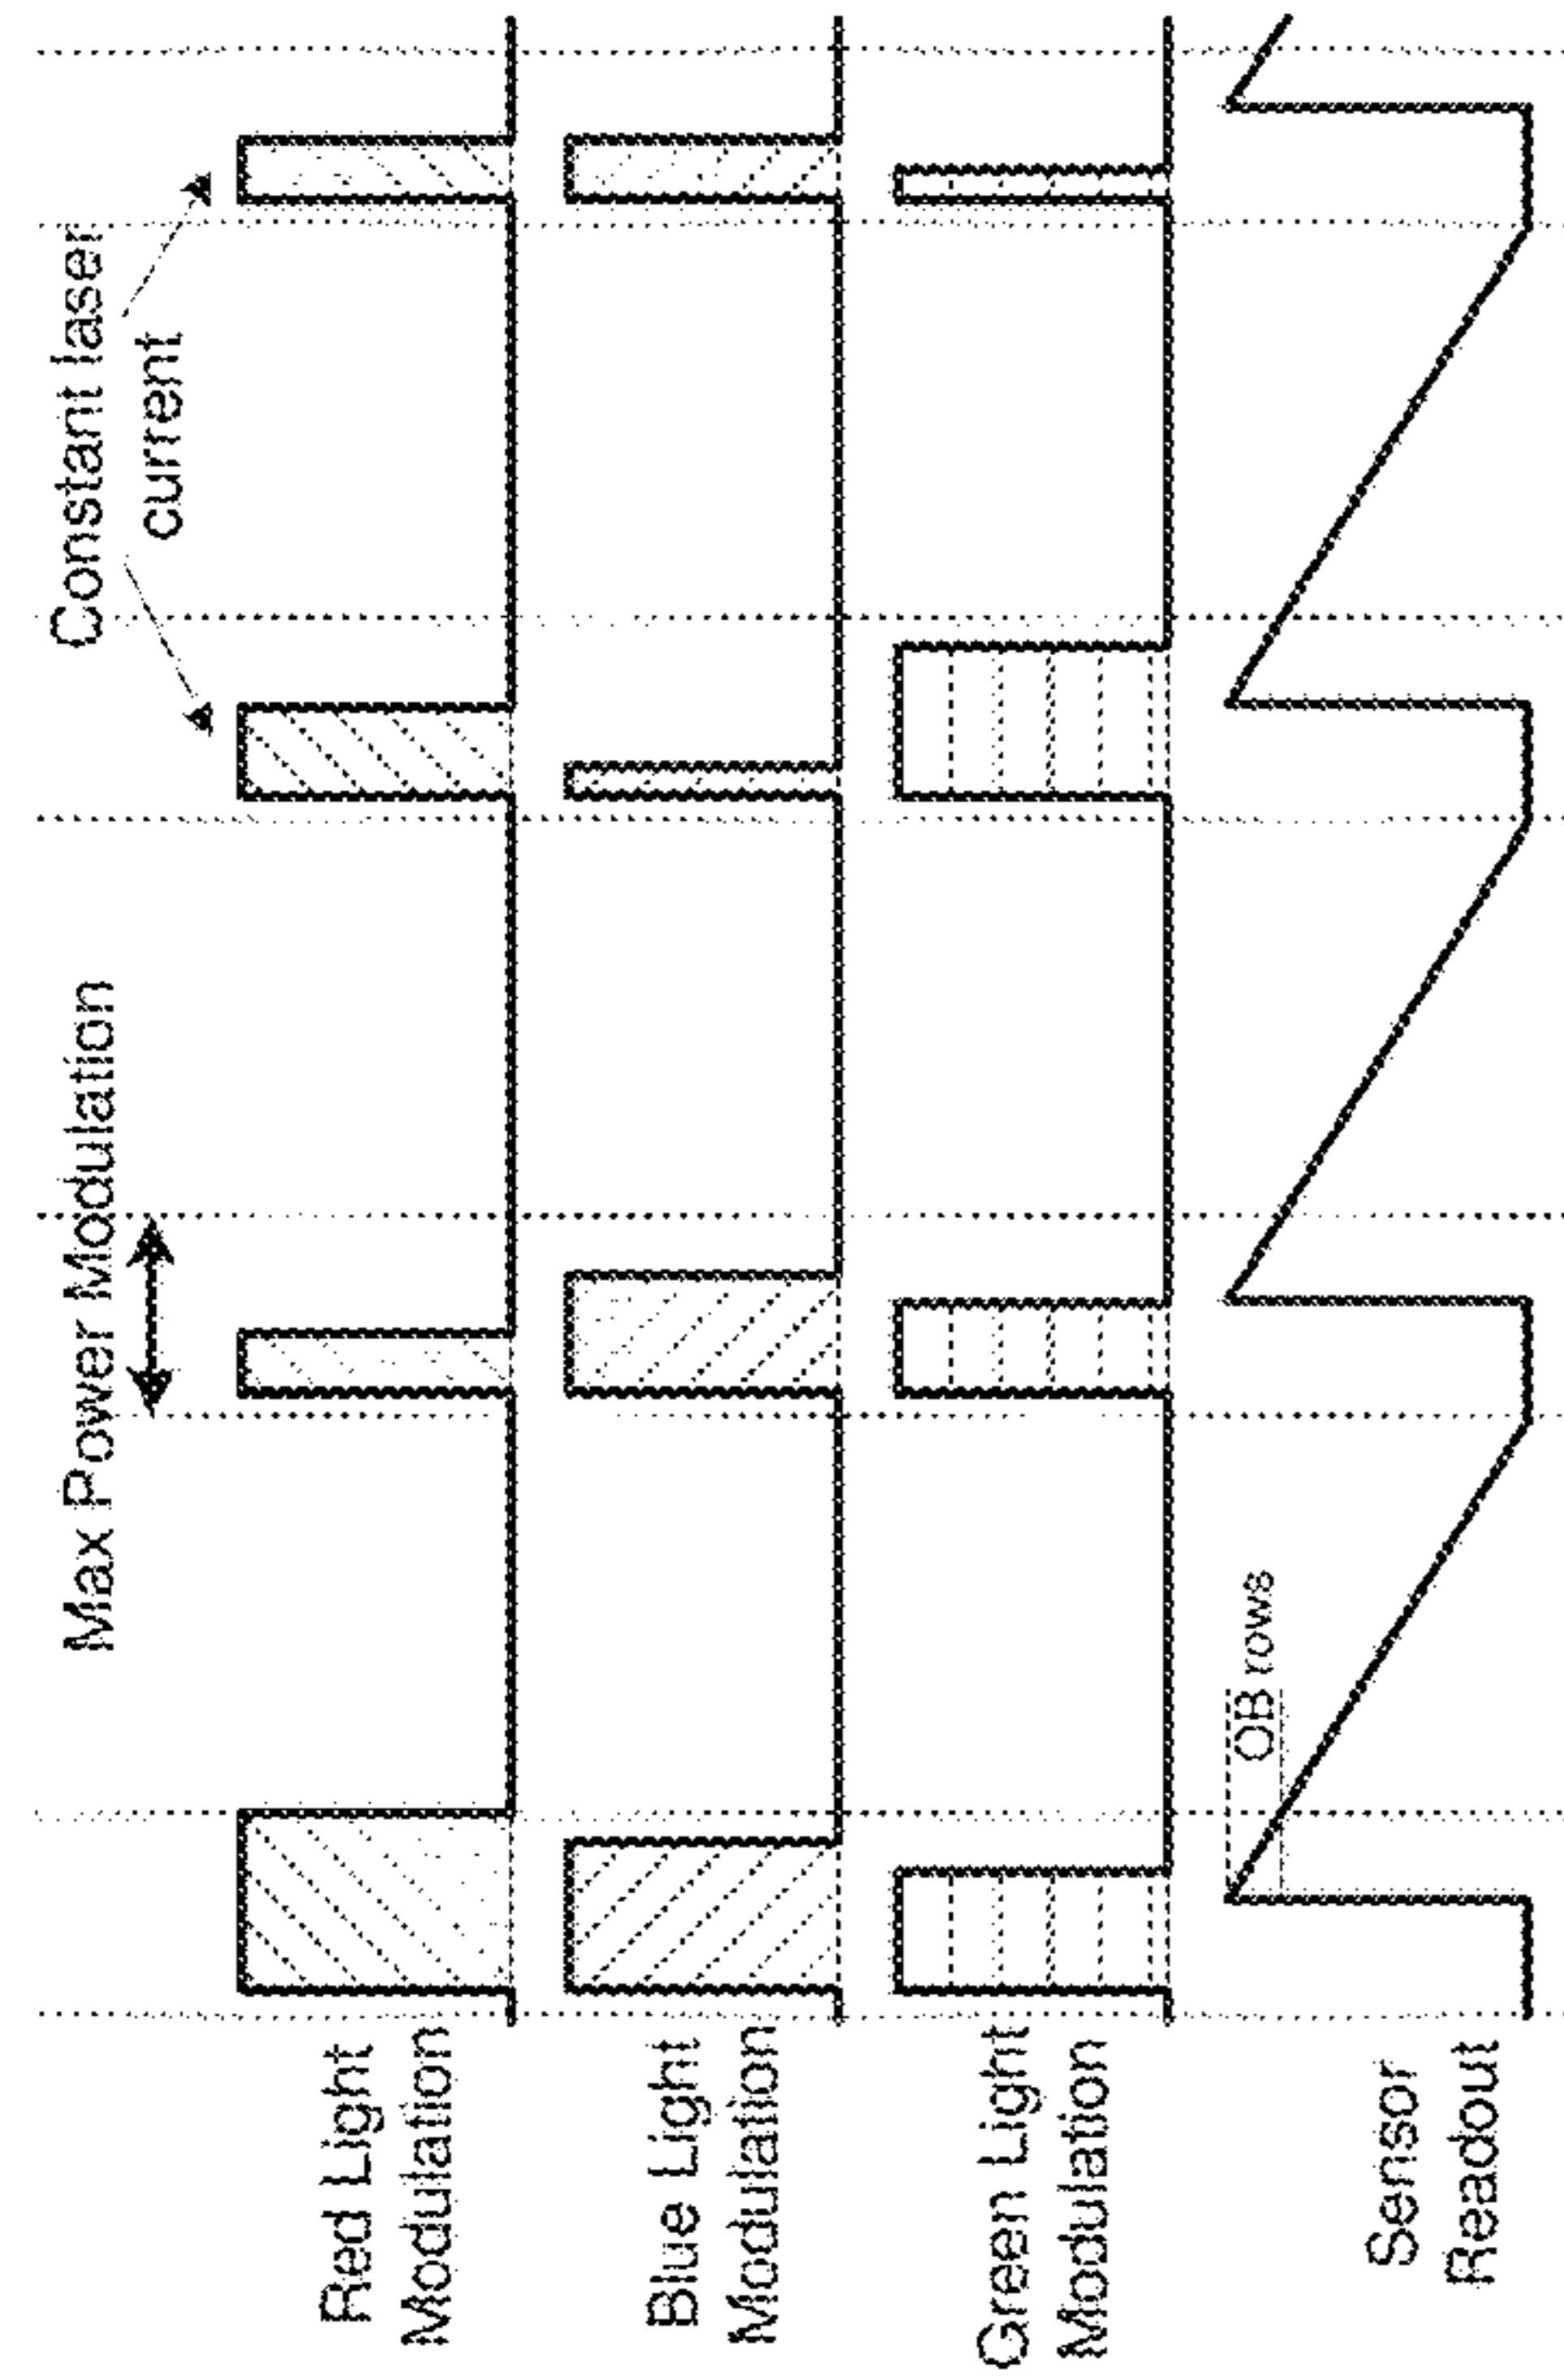 Max Power Modulation
Constant laser
current
Red Light
Modulation
Blue Light
Modulation
Green Light
Modulation
OB rows
Sensor
Readout